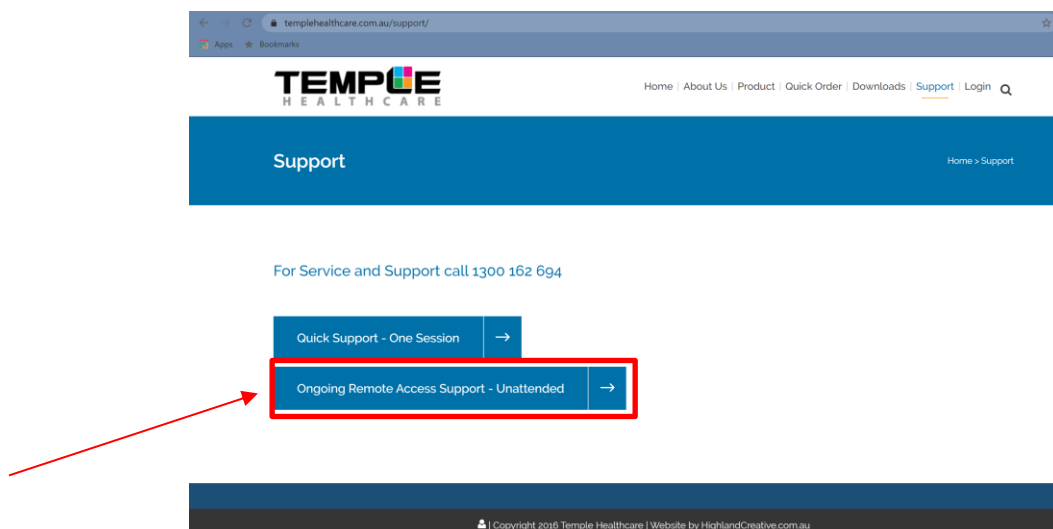 templehealthcare.com.au/support/
Apps Bookmarks
TEMPLE
HEALTHCARE
Home | About Us | Product | Quick Order | Downloads | Support | Login
Support
Home > Support
For Service and Support call 1300 162 694
Quick Support - One Session →
Ongoing Remote Access Support - Unattended →
| Copyright 2016 Temple Healthcare | Website by HighlandCreative.com.au